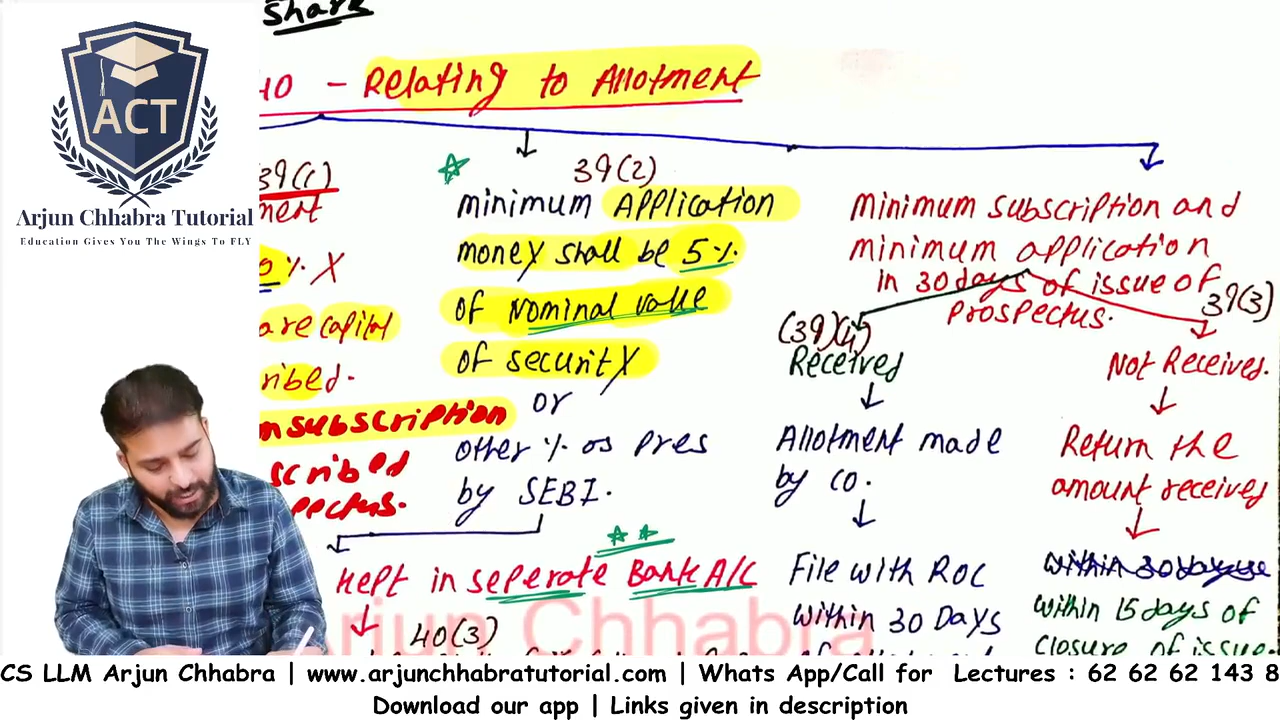 shark
40 - Relating to Allotment
ACT
Arjun Chhabra Tutorial
Education Gives You The Wings To FLY
39(1)
ment
0% X
are capital
ribed.
m subscription
scribed
pectus.
39(2)
minimum Application
money shall be 5%
of Nominal value
of security
or
other % as pres
by SEBI.
Kept in seperate Bank A/C
40(3)
Minimum subscription and
minimum application
in 30 days of issue of
prospectus.
(39)(4)
Received
Allotment made
by co.
File with ROC
within 30 Days
39(3)
Not Received.
Return the
amount received
within 15 days of
closure of issue.
Arjun Chhabra
CS LLM Arjun Chhabra | www.arjunchhabratutorial.com | Whats App/Call for Lectures : 62 62 62 143 8
Download our app | Links given in description